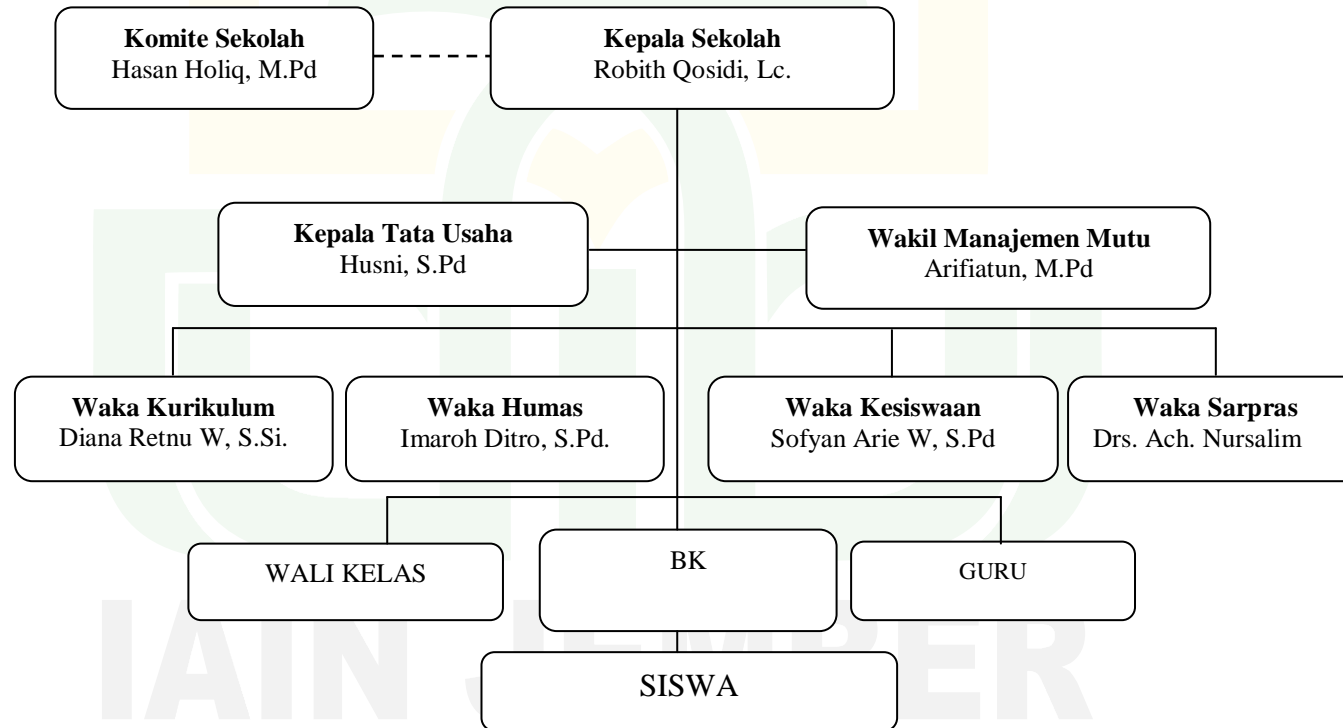 Komite Sekolah
Hasan Holiq, M.Pd
Kepala Sekolah
Robith Qosidi, Lc.
Kepala Tata Usaha
Husni, S.Pd
Wakil Manajemen Mutu
Arifiatun, M.Pd
Waka Kurikulum
Diana Retnu W, S.Si.
Waka Humas
Imaroh Ditro, S.Pd.
Waka Kesiswaan
Sofyan Arie W, S.Pd
Waka Sarpras
Drs. Ach. Nursalim
WALI KELAS
BK
GURU
SISWA
IAIN JEMBER